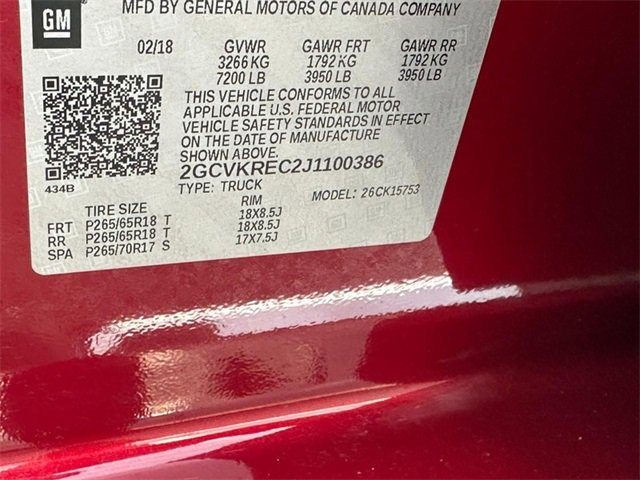 GM
MFD BY GENERAL MOTORS OF CANADA COMPANY
02/18 GVWR GAWR FRT GAWR RR
3266 KG 1792 KG 1792 KG
7200 LB 3950 LB 3950 LB
THIS VEHICLE CONFORMS TO ALL
APPLICABLE U.S. FEDERAL MOTOR
VEHICLE SAFETY STANDARDS IN EFFECT
ON THE DATE OF MANUFACTURE
SHOWN ABOVE.
2GCVKREC2J1100386
434B TYPE: TRUCK MODEL: 26CK15753
TIRE SIZE RIM
FRT P265/65R18 T 18X8.5J
RR P265/65R18 T 18X8.5J
SPA P265/70R17 S 17X7.5J